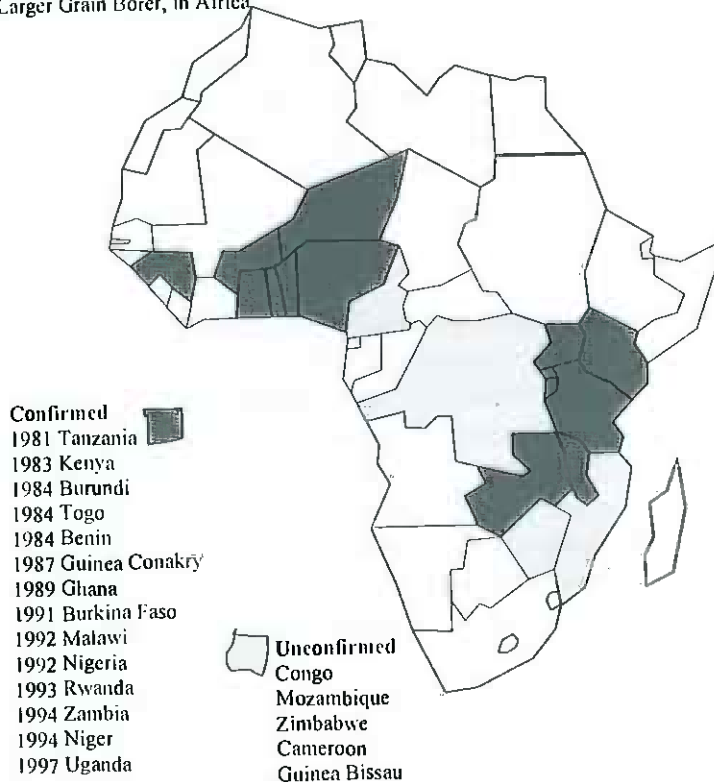 Larger Grain Borer, in Africa
Confirmed
1981 Tanzania
1983 Kenya
1984 Burundi
1984 Togo
1984 Benin
1987 Guinea Conakry
1989 Ghana
1991 Burkina Faso
1992 Malawi
1992 Nigeria
1993 Rwanda
1994 Zambia
1994 Niger
1997 Uganda
Unconfirmed
Congo
Mozambique
Zimbabwe
Cameroon
Guinea Bissau